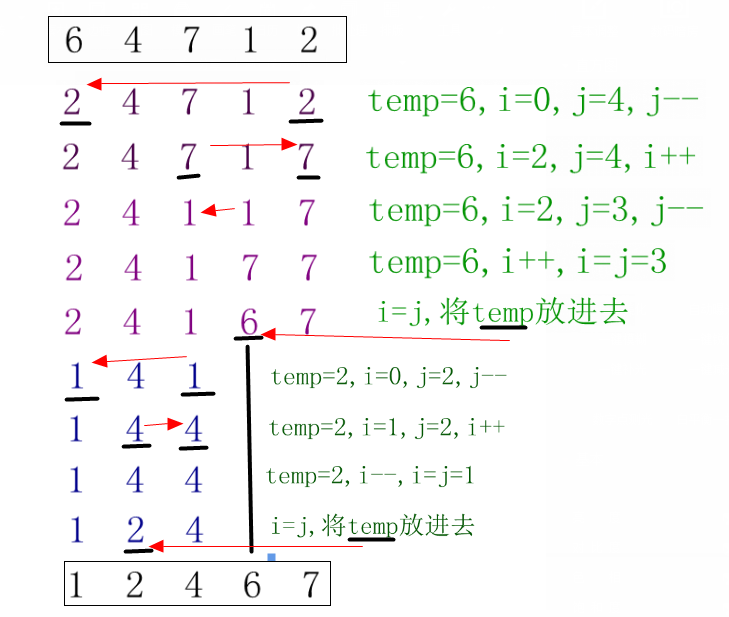 6 4 7 1 2
2 4 7 1 2 temp=6, i=0, j=4, j--
2 4 7 1 7 temp=6, i=2, j=4, i++
2 4 1 1 7 temp=6, i=2, j=3, j--
2 4 1 7 7 temp=6, i++, i=j=3
2 4 1 6 7 i=j, 将temp放进去
1 4 1 temp=2, i=0, j=2, j--
1 4 4 temp=2, i=1, j=2, i++
1 4 4 temp=2, i--, i=j=1
1 2 4 i=j, 将temp放进去
1 2 4 6 7